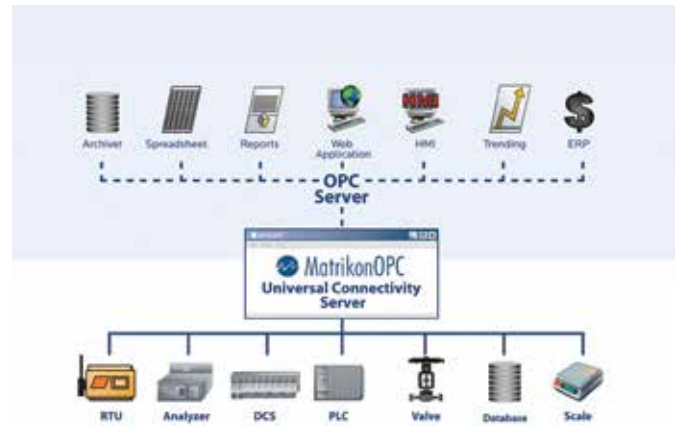 Archiver Spreadsheet Reports Web Application HMI Trending ERP
HMI
OPC
Server
MatrikonOPC
Universal Connectivity
Server
RTU Analyzer DCS PLC Valve Database Scale